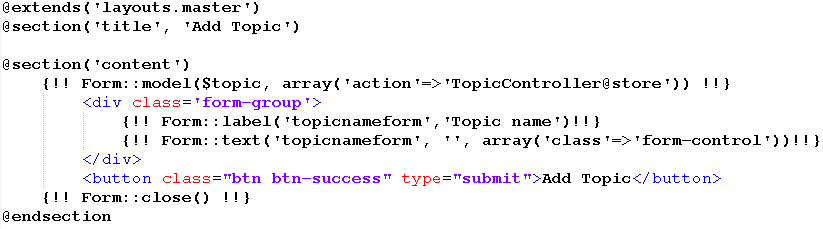 @extends('layouts.master')
@section('title', 'Add Topic')
@section('content')
{!! Form::model($topic, array('action'=>'TopicController@store')) !!}
<div class='form-group'>
{!! Form::label('topicnameform','Topic name')!!}
{!! Form::text('topicnameform', '', array('class'=>'form-control'))!!}
</div>
<button class="btn btn-success" type="submit">Add Topic</button>
{!! Form::close() !!}
@endsection